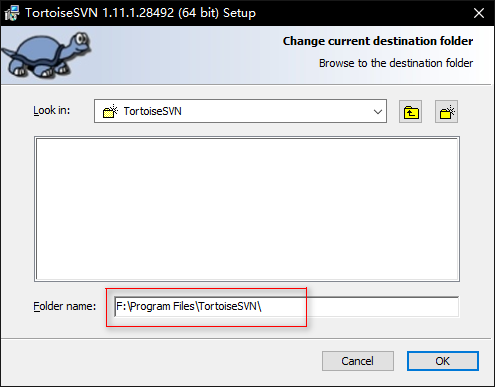 TortoiseSVN 1.11.1.28492 (64 bit) Setup
Change current destination folder
Browse to the destination folder
Look in:
TortoiseSVN
Folder name:
F:\Program Files\TortoiseSVN\
Cancel
OK